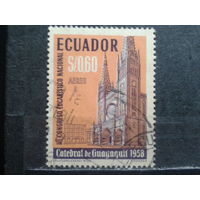 ECUADOR
S/0.60
AEREO
III CONGRESO EUCARISTICO NACIONAL
Catedral de Guayaquil 1958